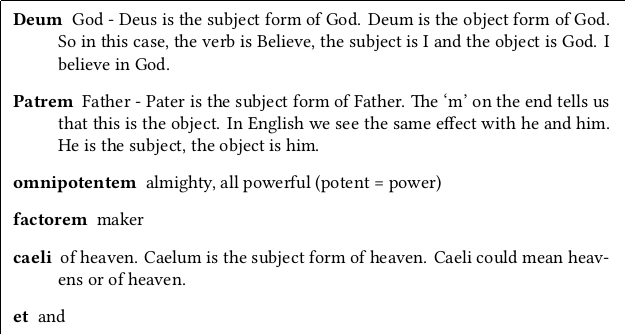 Deum God - Deus is the subject form of God. Deum is the object form of God.
So in this case, the verb is Believe, the subject is I and the object is God. I
believe in God.
Patrem Father - Pater is the subject form of Father. The ‘m’ on the end tells us
that this is the object. In English we see the same effect with he and him.
He is the subject, the object is him.
omnipotentem almighty, all powerful (potent = power)
factorem maker
caeli of heaven. Caelum is the subject form of heaven. Caeli could mean heav-
ens or of heaven.
et and